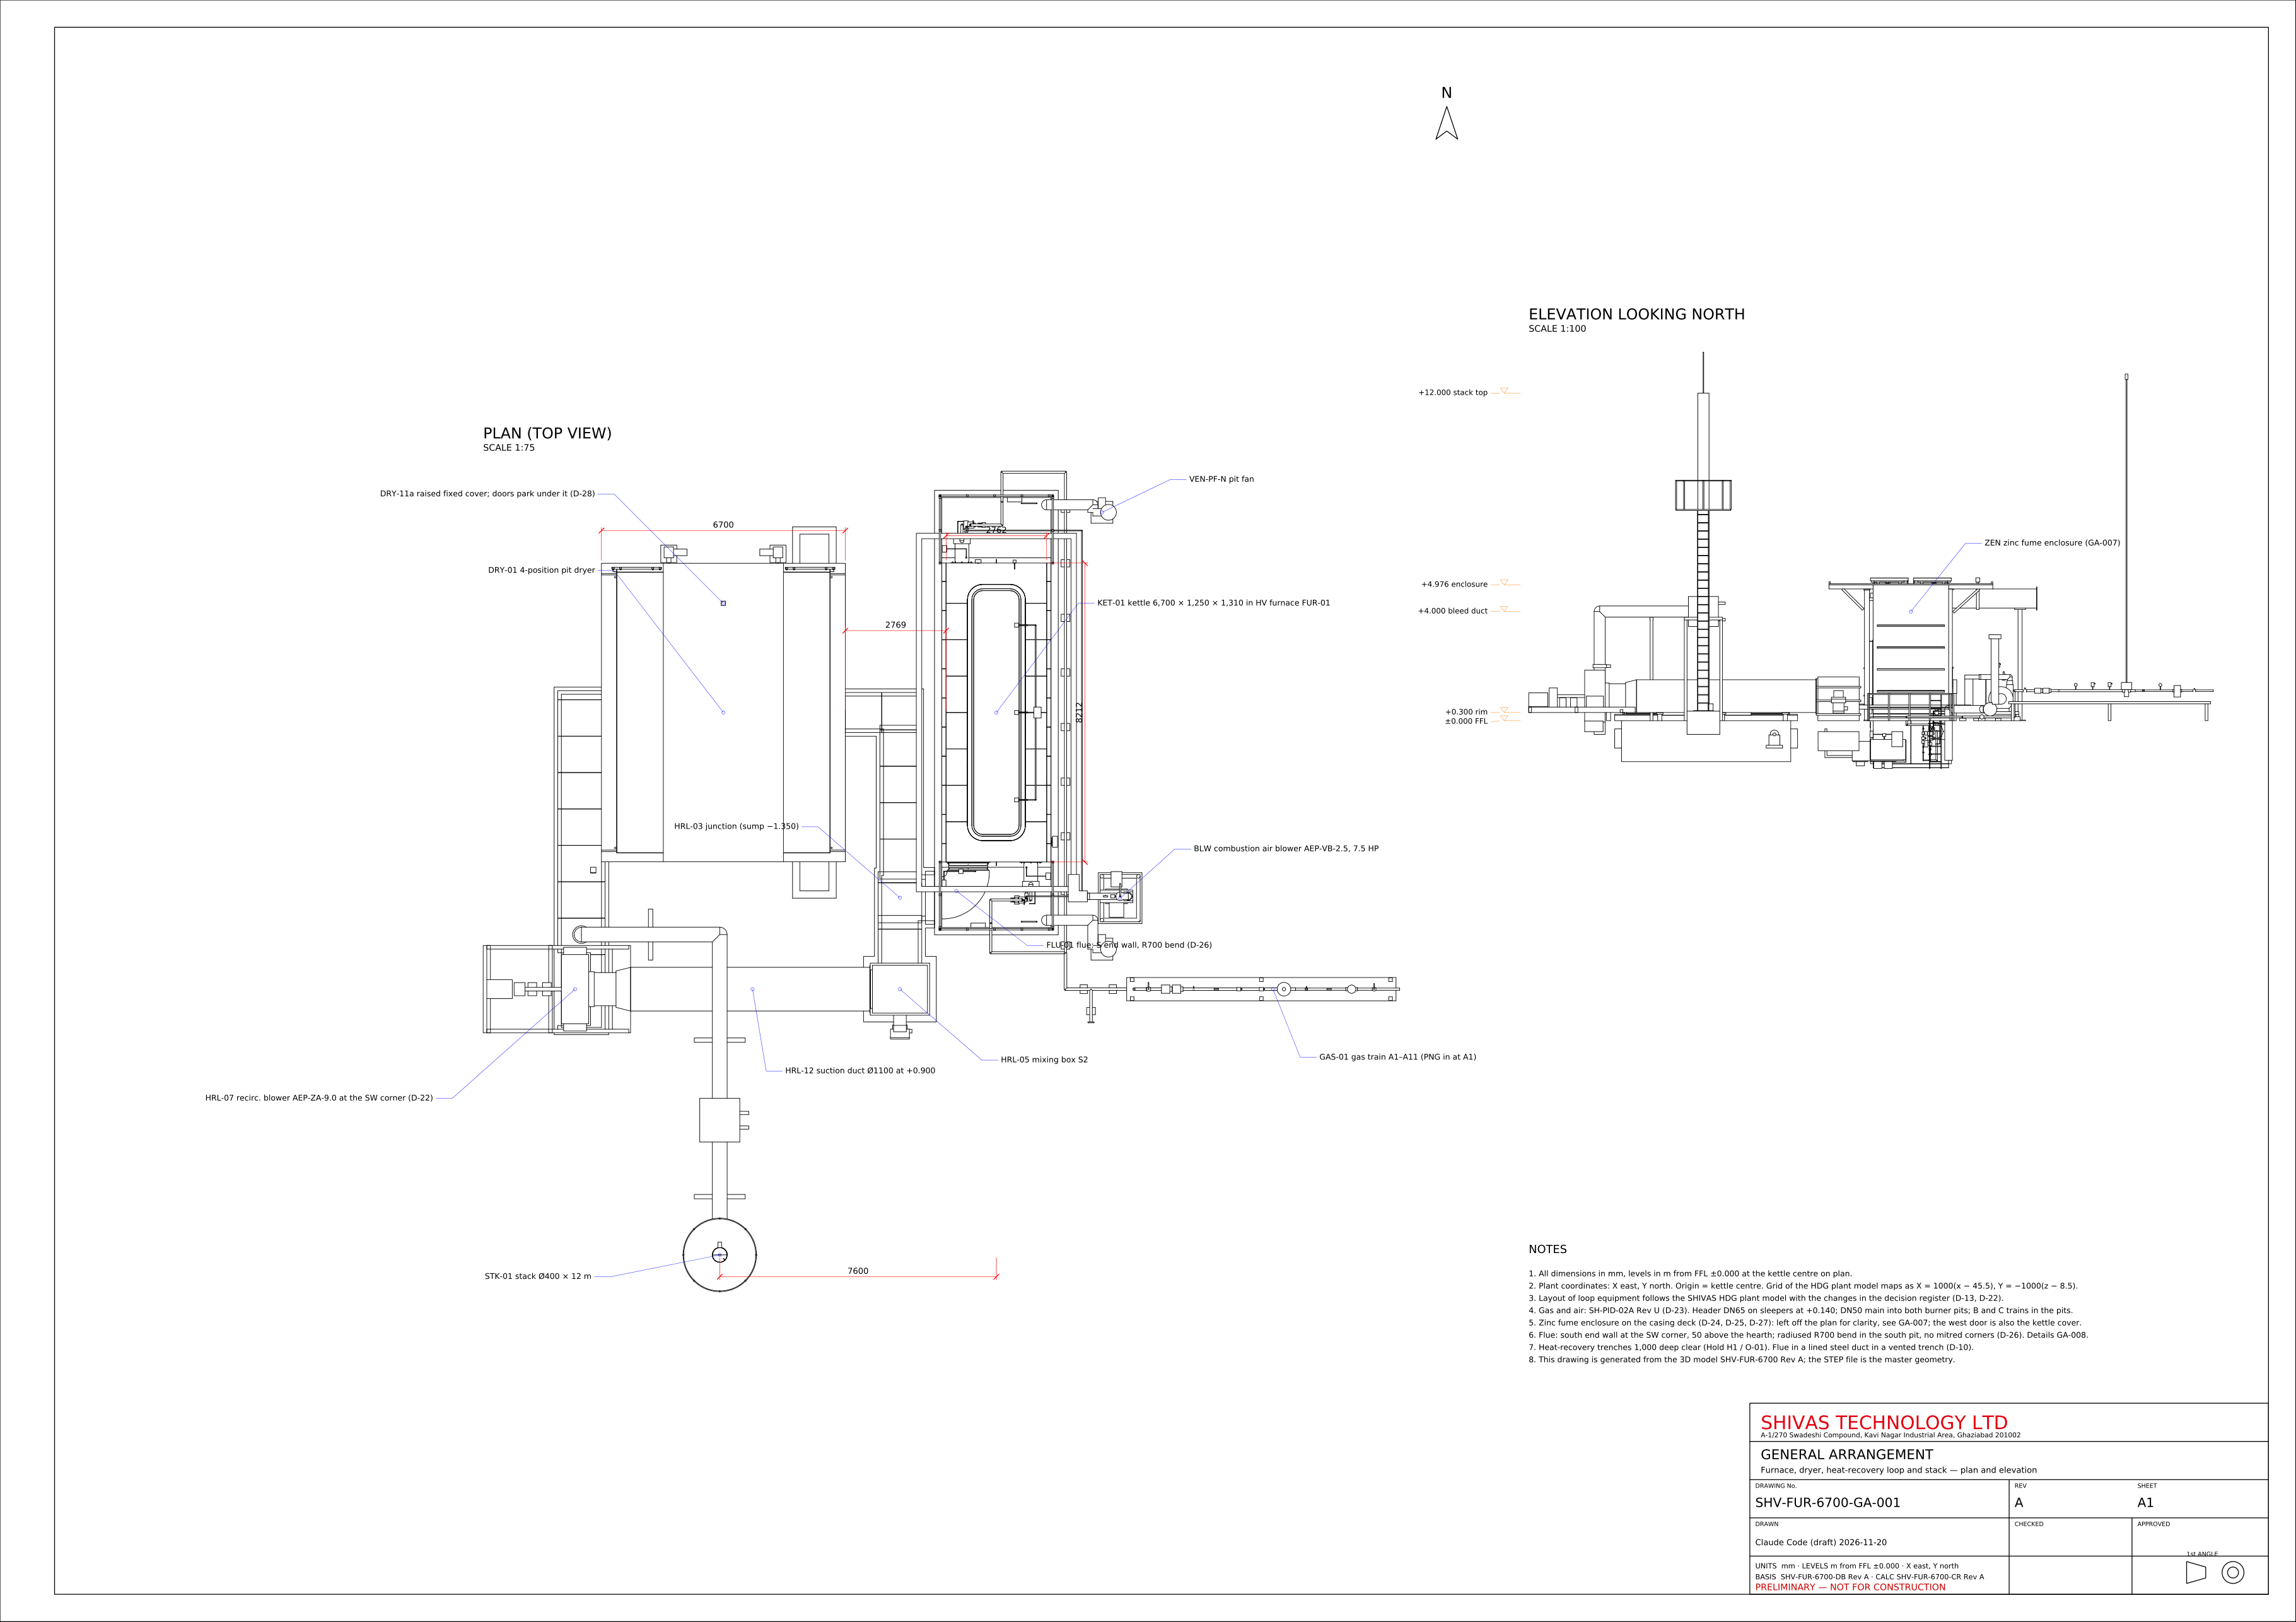 N
ELEVATION LOOKING NORTH
SCALE 1:100
+12.000 stack top
ZEN zinc fume enclosure (GA-007)
+4.976 enclosure
+4.000 bleed duct
+0.300 rim
±0.000 FFL
PLAN (TOP VIEW)
SCALE 1:75
VEN-PF-N pit fan
DRY-11a raised fixed cover; doors park under it (D-28)
6700
2762
DRY-01 4-position pit dryer
KET-01 kettle 6,700 × 1,250 × 1,310 in HV furnace FUR-01
2769
8212
HRL-03 junction (sump −1.350)
BLW combustion air blower AEP-VB-2.5, 7.5 HP
FLU-01 flue: S end wall, R700 bend (D-26)
GAS-01 gas train A1–A11 (PNG in at A1)
HRL-05 mixing box S2
HRL-12 suction duct Ø1100 at +0.900
HRL-07 recirc. blower AEP-ZA-9.0 at the SW corner (D-22)
7600
STK-01 stack Ø400 × 12 m
NOTES
1. All dimensions in mm, levels in m from FFL ±0.000 at the kettle centre on plan.
2. Plant coordinates: X east, Y north. Origin = kettle centre. Grid of the HDG plant model maps as X = 1000(x − 45.5), Y = −1000(z − 8.5).
3. Layout of loop equipment follows the SHIVAS HDG plant model with the changes in the decision register (D-13, D-22).
4. Gas and air: SH-PID-02A Rev U (D-23). Header DN65 on sleepers at +0.140; DN50 main into both burner pits; B and C trains in the pits.
5. Zinc fume enclosure on the casing deck (D-24, D-25, D-27): left off the plan for clarity, see GA-007; the west door is also the kettle cover.
6. Flue: south end wall at the SW corner, 50 above the hearth; radiused R700 bend in the south pit, no mitred corners (D-26). Details GA-008.
7. Heat-recovery trenches 1,000 deep clear (Hold H1 / O-01). Flue in a lined steel duct in a vented trench (D-10).
8. This drawing is generated from the 3D model SHV-FUR-6700 Rev A; the STEP file is the master geometry.
SHIVAS TECHNOLOGY LTD
A-1/270 Swadeshi Compound, Kavi Nagar Industrial Area, Ghaziabad 201002
GENERAL ARRANGEMENT
Furnace, dryer, heat-recovery loop and stack — plan and elevation
DRAWING No. REV SHEET
SHV-FUR-6700-GA-001 A A1
DRAWN CHECKED APPROVED
Claude Code (draft) 2026-11-20
1st ANGLE
UNITS mm · LEVELS m from FFL ±0.000 · X east, Y north
BASIS SHV-FUR-6700-DB Rev A · CALC SHV-FUR-6700-CR Rev A
PRELIMINARY — NOT FOR CONSTRUCTION